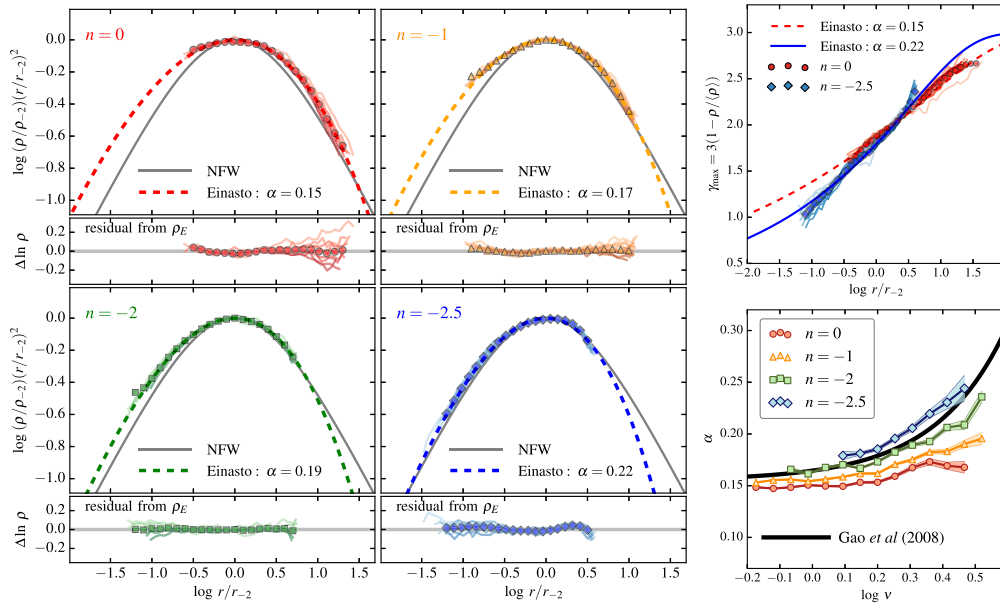 n = 0
log (ρ/ρ₋₂)(r/r₋₂)²
0.0
−0.2
−0.4
−0.6
−0.8
−1.0
NFW
Einasto : α = 0.15
n = −1
NFW
Einasto : α = 0.17
Δ ln ρ
0.2
0.0
−0.2
residual from ρE
residual from ρE
n = −2
log (ρ/ρ₋₂)(r/r₋₂)²
0.0
−0.2
−0.4
−0.6
−0.8
−1.0
NFW
Einasto : α = 0.19
n = −2.5
NFW
Einasto : α = 0.22
Δ ln ρ
0.2
0.0
−0.2
residual from ρE
residual from ρE
−1.5 −1.0 −0.5 0.0 0.5 1.0 1.5
log r/r₋₂
−1.5 −1.0 −0.5 0.0 0.5 1.0 1.5
log r/r₋₂
γmax = 3(1 − ρ/⟨ρ⟩)
3.0
2.5
2.0
1.5
1.0
0.5
Einasto : α = 0.15
Einasto : α = 0.22
n = 0
n = −2.5
−2.0 −1.5 −1.0 −0.5 0.0 0.5 1.0 1.5
log r/r₋₂
α
0.30
0.25
0.20
0.15
0.10
n = 0
n = −1
n = −2
n = −2.5
Gao et al (2008)
−0.2 −0.1 0.0 0.1 0.2 0.3 0.4 0.5
log ν